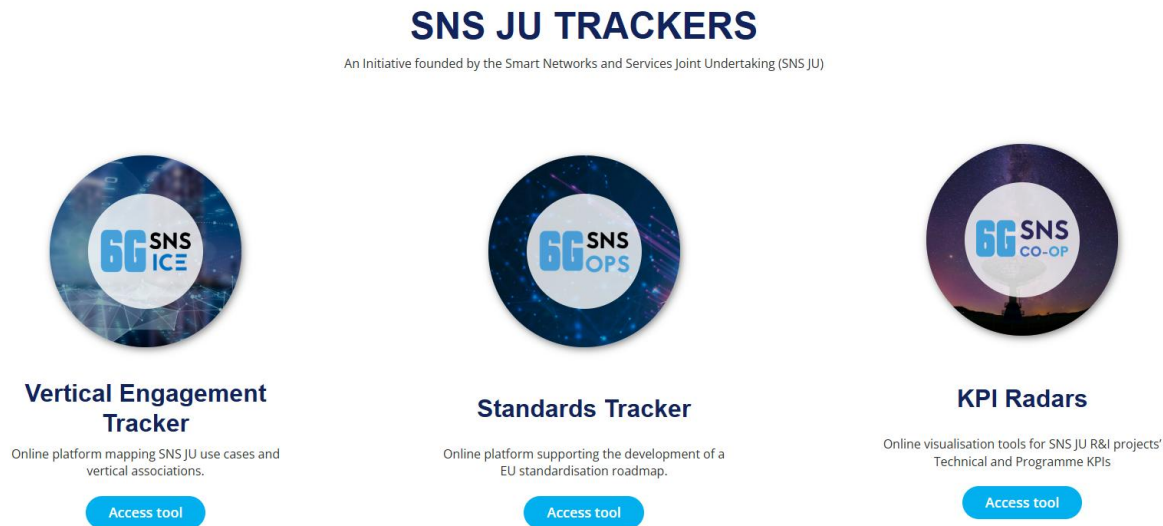 SNS JU TRACKERS
An Initiative founded by the Smart Networks and Services Joint Undertaking (SNS JU)
6G SNS
ICE
Vertical Engagement
Tracker
Online platform mapping SNS JU use cases and
vertical associations.
Access tool
6G SNS
OPS
Standards Tracker
Online platform supporting the development of a
EU standardisation roadmap.
Access tool
6G SNS
CO-OP
KPI Radars
Online visualisation tools for SNS JU R&I projects’
Technical and Programme KPIs
Access tool